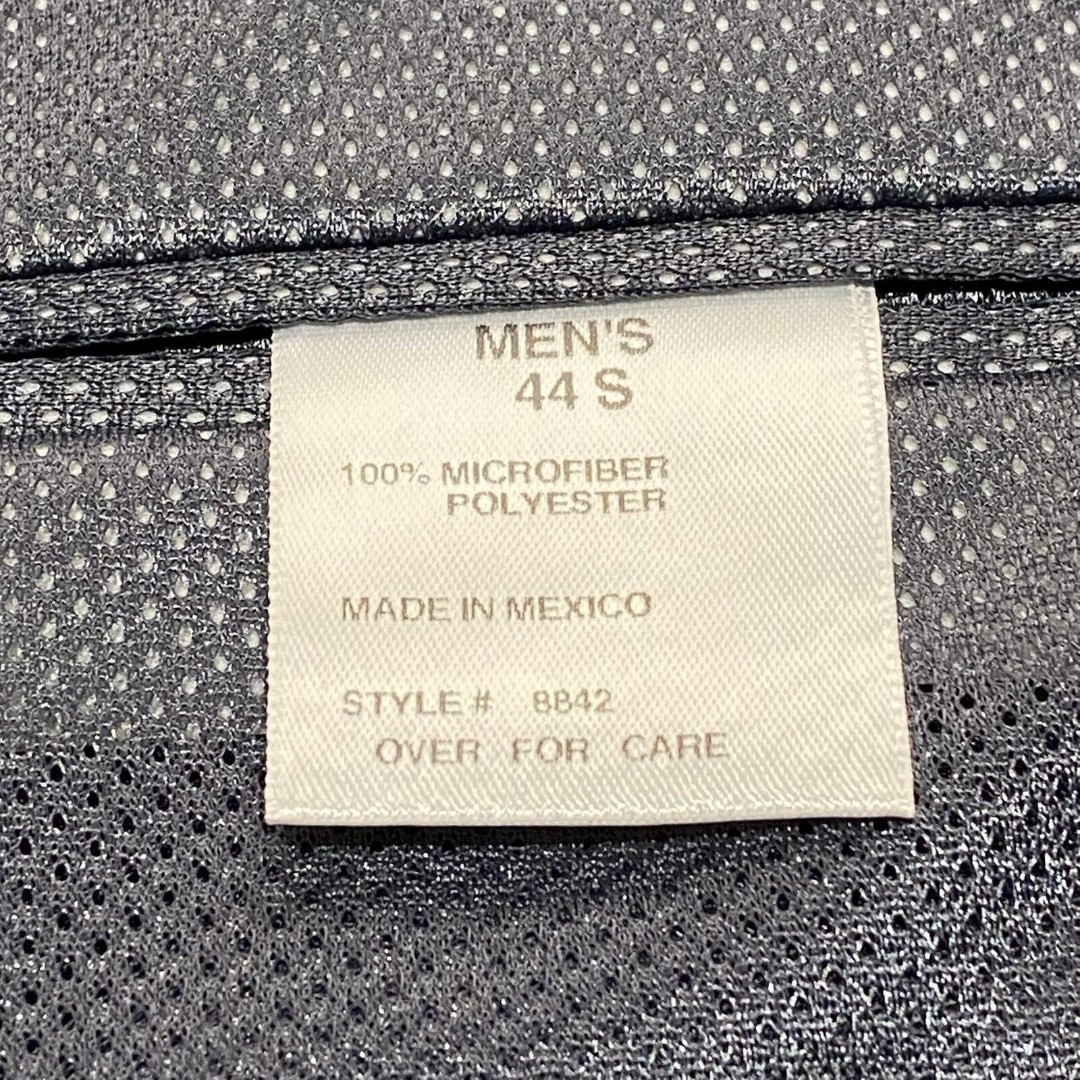 MEN'S
44 S
100% MICROFIBER
POLYESTER
MADE IN MEXICO
STYLE # 8842
OVER FOR CARE